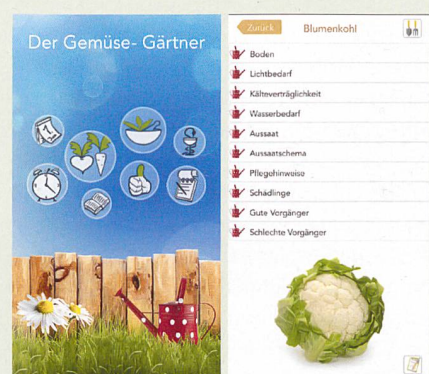 Der Gemüse- Gärtner
Zurück
Blumenkohl
Boden
Lichtbedarf
Kälteverträglichkeit
Wasserbedarf
Aussaat
Aussaatschema
Pflegehinweise
Schädlinge
Gute Vorgänger
Schlechte Vorgänger